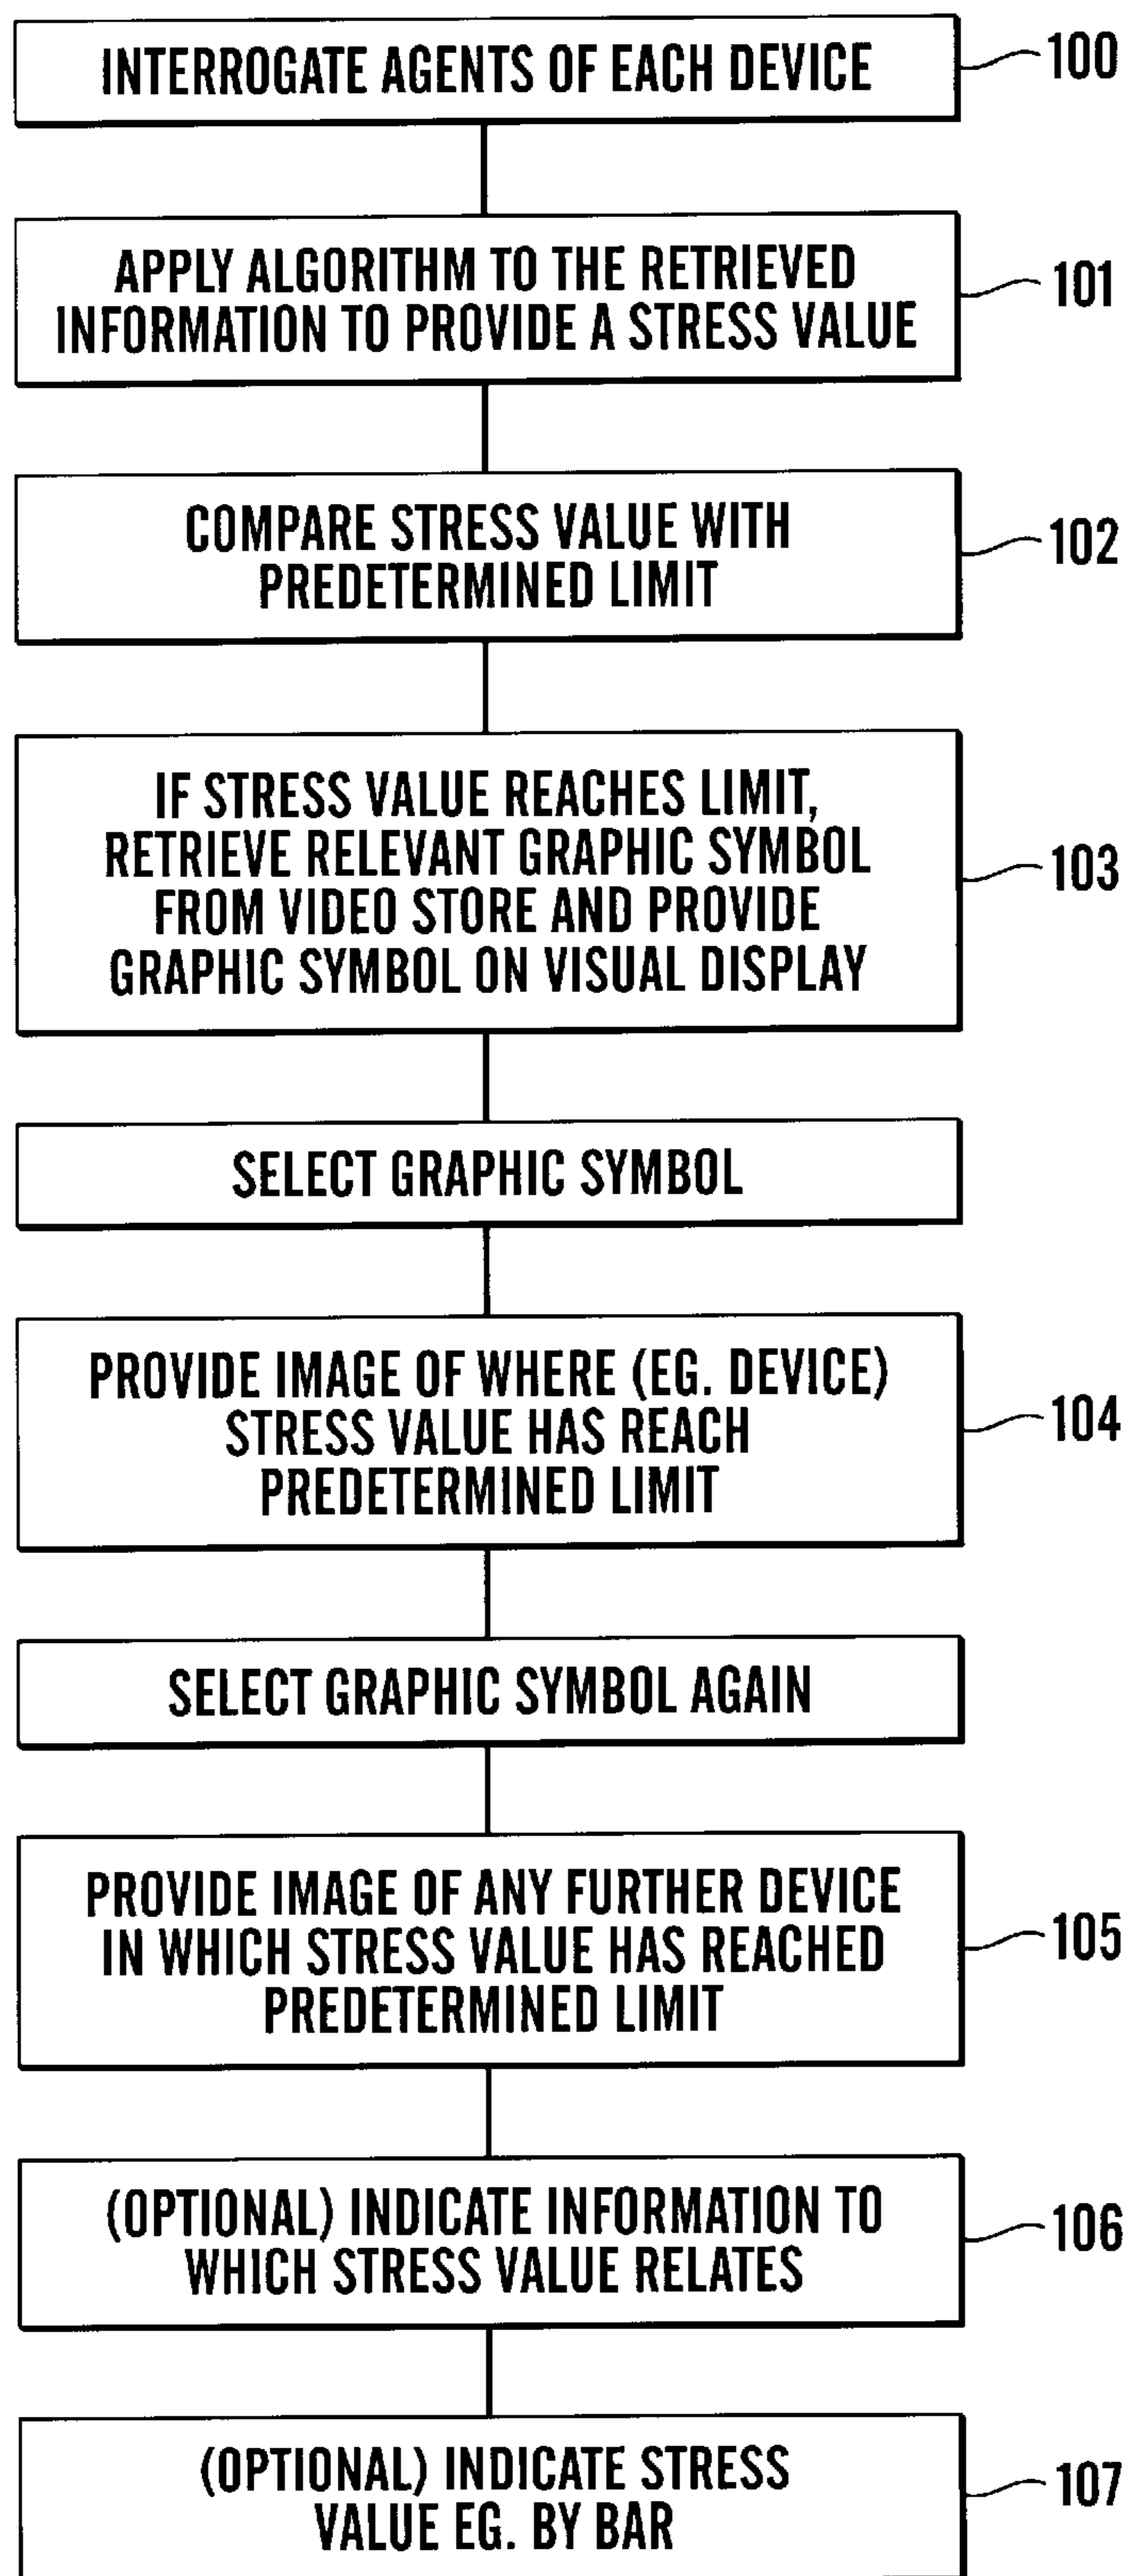 INTERROGATE AGENTS OF EACH DEVICE
100
APPLY ALGORITHM TO THE RETRIEVED
INFORMATION TO PROVIDE A STRESS VALUE
101
COMPARE STRESS VALUE WITH
PREDETERMINED LIMIT
102
IF STRESS VALUE REACHES LIMIT,
RETRIEVE RELEVANT GRAPHIC SYMBOL
FROM VIDEO STORE AND PROVIDE
GRAPHIC SYMBOL ON VISUAL DISPLAY
103
SELECT GRAPHIC SYMBOL
PROVIDE IMAGE OF WHERE (EG. DEVICE)
STRESS VALUE HAS REACH
PREDETERMINED LIMIT
104
SELECT GRAPHIC SYMBOL AGAIN
PROVIDE IMAGE OF ANY FURTHER DEVICE
IN WHICH STRESS VALUE HAS REACHED
PREDETERMINED LIMIT
105
(OPTIONAL) INDICATE INFORMATION TO
WHICH STRESS VALUE RELATES
106
(OPTIONAL) INDICATE STRESS
VALUE EG. BY BAR
107